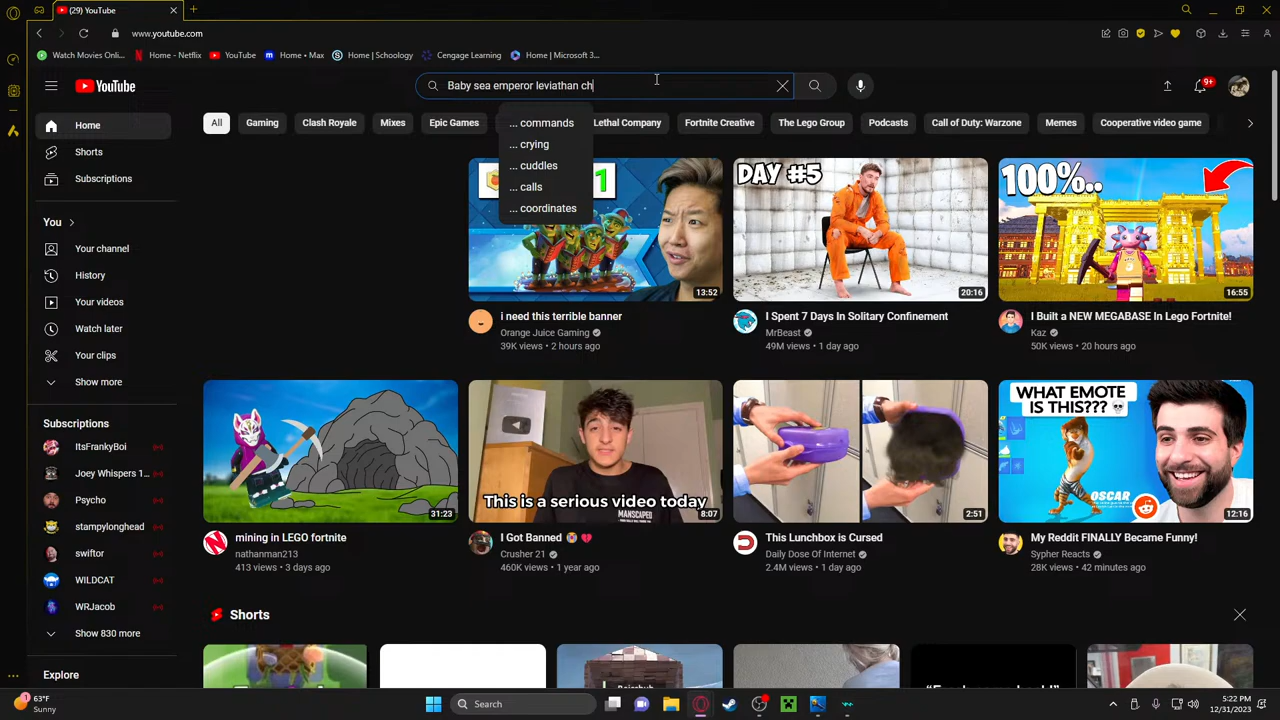 (29) YouTube
www.youtube.com
Watch Movies Onli...
Home - Netflix
YouTube
Home • Max
Home | Schoology
Cengage Learning
Home | Microsoft 3...
YouTube
Baby sea emperor leviathan ch
9+
... commands
... crying
... cuddles
... calls
... coordinates
All
Gaming
Clash Royale
Mixes
Epic Games
Lethal Company
Fortnite Creative
The Lego Group
Podcasts
Call of Duty: Warzone
Memes
Cooperative video game
Home
Shorts
Subscriptions
You
Your channel
History
Your videos
Watch later
Your clips
Show more
Subscriptions
ItsFrankyBoi
Joey Whispers 1...
Psycho
stampylonghead
swiftor
WILDCAT
WRJacob
Show 830 more
Explore
1
13:52
i need this terrible banner
Orange Juice Gaming
39K views • 2 hours ago
DAY #5
20:16
I Spent 7 Days In Solitary Confinement
MrBeast
49M views • 1 day ago
100%..
16:55
I Built a NEW MEGABASE In Lego Fortnite!
Kaz
50K views • 20 hours ago
31:23
mining in LEGO fortnite
nathanman213
413 views • 3 days ago
This is a serious video today
MANSCAPED
8:07
I Got Banned
Crusher 21
460K views • 1 year ago
2:51
This Lunchbox is Cursed
Daily Dose Of Internet
2.4M views • 1 day ago
WHAT EMOTE
IS THIS???
OSCAR
12:16
My Reddit FINALLY Became Funny!
Sypher Reacts
28K views • 42 minutes ago
Shorts
1
63°F
Sunny
Search
5:22 PM
12/31/2023